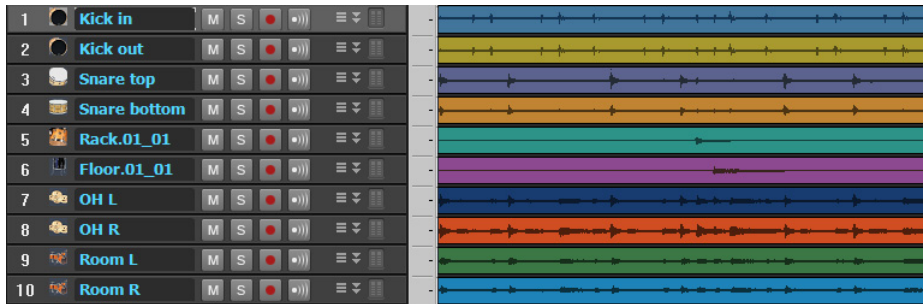 1 Kick in M S
2 Kick out M S
3 Snare top M S
4 Snare bottom M S
5 Rack.01_01 M S
6 Floor.01_01 M S
7 OH L M S
8 OH R M S
9 Room L M S
10 Room R M S